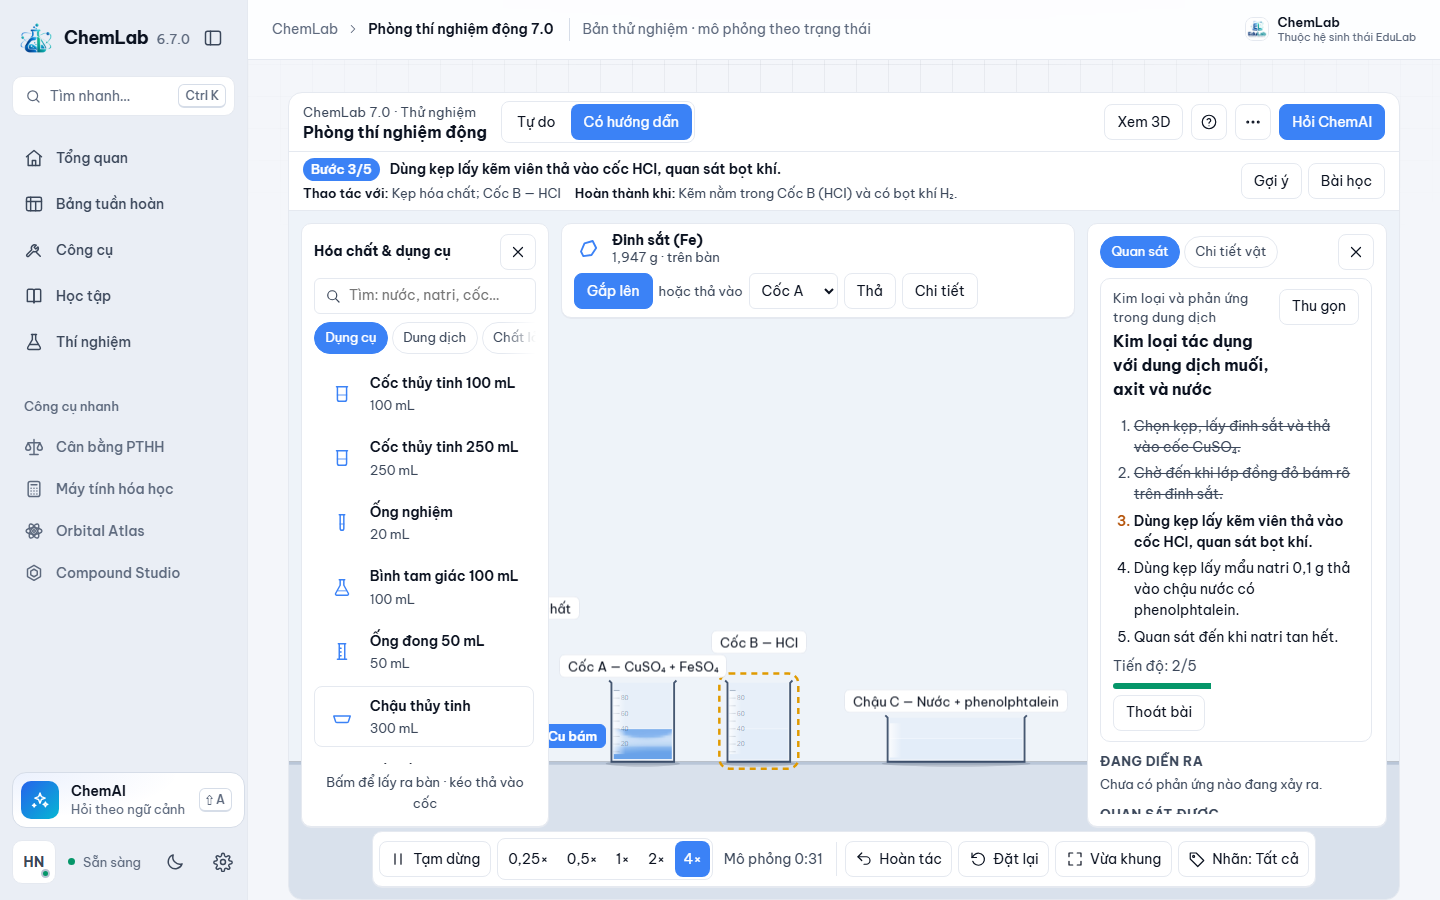 ChemLab 6.7.0
Tìm nhanh... Ctrl K
Tổng quan
Bảng tuần hoàn
Công cụ
Học tập
Thí nghiệm
Công cụ nhanh
Cân bằng PTHH
Máy tính hóa học
Orbital Atlas
Compound Studio
ChemAI
Hỏi theo ngữ cảnh
⇧A
HN
Sẵn sàng
ChemLab > Phòng thí nghiệm động 7.0
Bản thử nghiệm · mô phỏng theo trạng thái
ChemLab
Thuộc hệ sinh thái EduLab
ChemLab 7.0 · Thử nghiệm
Phòng thí nghiệm động
Tự do
Có hướng dẫn
Xem 3D
Hỏi ChemAI
Bước 3/5 Dùng kẹp lấy kẽm viên thả vào cốc HCl, quan sát bọt khí.
Thao tác với: Kẹp hóa chất; Cốc B — HCl Hoàn thành khi: Kẽm nằm trong Cốc B (HCl) và có bọt khí H₂.
Gợi ý
Bài học
Hóa chất & dụng cụ
Tìm: nước, natri, cốc...
Dụng cụ
Dung dịch
Cốc thủy tinh 100 mL
100 mL
Cốc thủy tinh 250 mL
250 mL
Ống nghiệm
20 mL
Bình tam giác 100 mL
100 mL
Ống đong 50 mL
50 mL
Chậu thủy tinh
300 mL
Bấm để lấy ra bàn · kéo thả vào
cốc
Đinh sắt (Fe)
1,947 g · trên bàn
Gắp lên hoặc thả vào Cốc A Thả Chi tiết
hất
Cốc B — HCl
Cốc A — CuSO₄ + FeSO₄
Chậu C — Nước + phenolphtalein
Cu bám
80
60
40
20
80
60
40
20
Quan sát
Chi tiết vật
Kim loại và phản ứng
trong dung dịch
Thu gọn
Kim loại tác dụng
với dung dịch muối,
axit và nước
1. Chọn kẹp, lấy đinh sắt và thả
vào cốc CuSO₄.
2. Chờ đến khi lớp đồng đỏ bám rõ
trên đinh sắt.
3. Dùng kẹp lấy kẽm viên thả vào
cốc HCl, quan sát bọt khí.
4. Dùng kẹp lấy mẩu natri 0,1 g thả
vào chậu nước có
phenolphtalein.
5. Quan sát đến khi natri tan hết.
Tiến độ: 2/5
Thoát bài
ĐANG DIỄN RA
Chưa có phản ứng nào đang xảy ra.
QUAN SÁT ĐƯỢC
Tạm dừng
0,25× 0,5× 1× 2× 4×
Mô phỏng 0:31
Hoàn tác
Đặt lại
Vừa khung
Nhãn: Tất cả